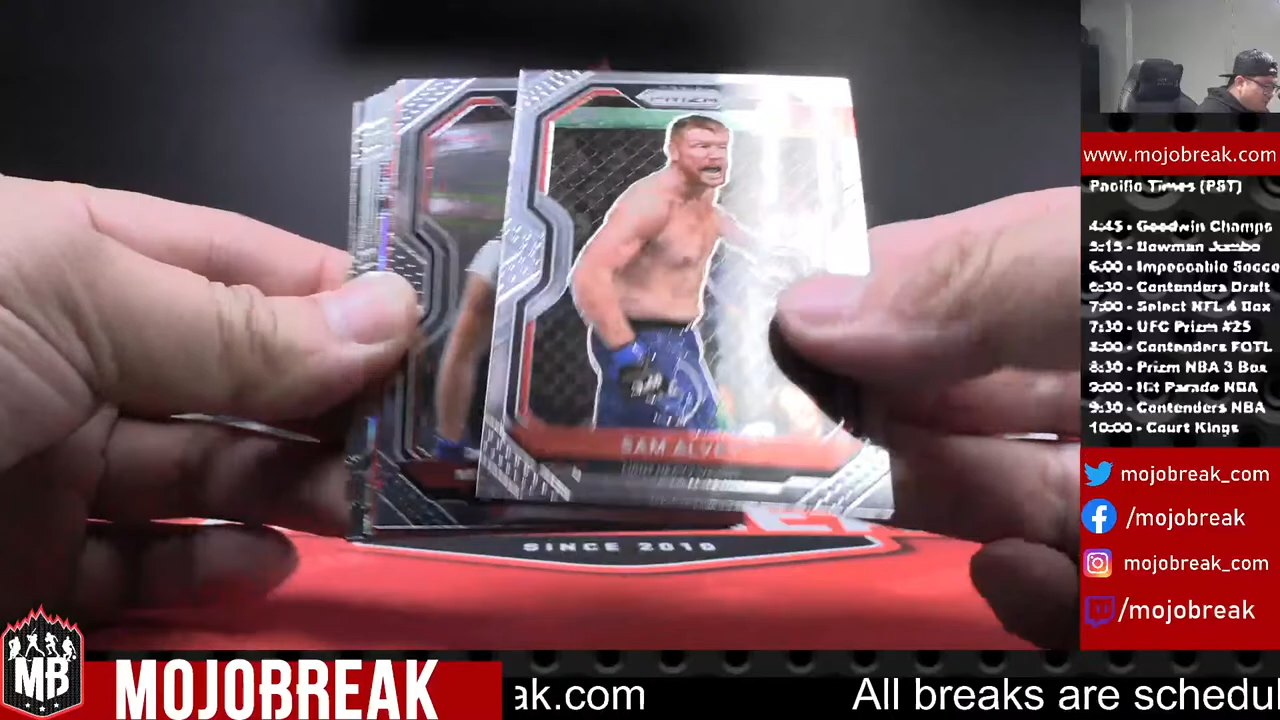 PRIZM
SAM ALVEY
SINCE 2010
www.mojobreak.com
Pacific Times (PST)
4:45 - Goodwin Champs
5:15 - Bowman Jumbo
6:00 - Impeccable Socce
6:30 - Contenders Draft
7:00 - Select NFL 4 Box
7:30 - UFC Prizm #25
8:00 - Contenders FOTL
8:30 - Prizm NBA 3 Box
9:00 - Hit Parade NBA
9:30 - Contenders NBA
10:00 - Court Kings
mojobreak_com
/mojobreak
mojobreak_com
/mojobreak
MB
MOJOBREAK
ak.com All breaks are schedul